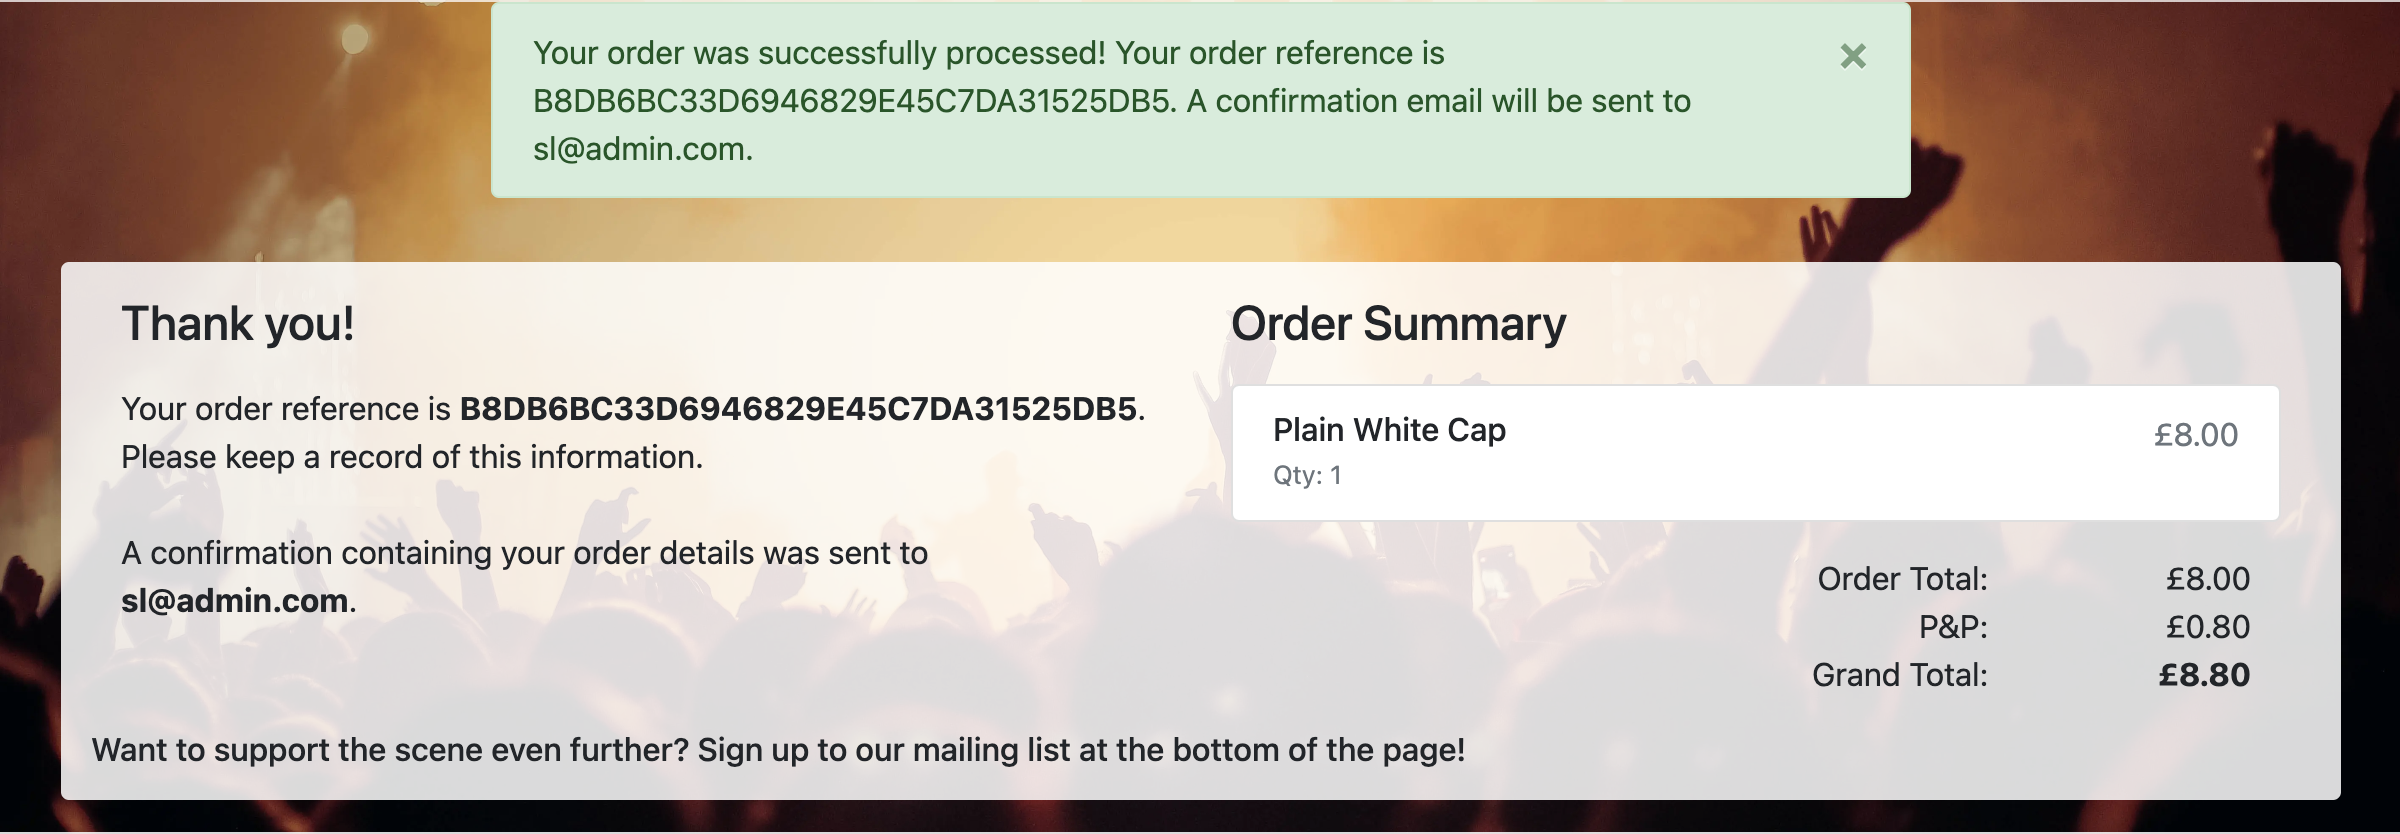 Your order was successfully processed! Your order reference is
B8DB6BC33D6946829E45C7DA31525DB5. A confirmation email will be sent to
sl@admin.com.
×
Thank you!
Your order reference is B8DB6BC33D6946829E45C7DA31525DB5.
Please keep a record of this information.
A confirmation containing your order details was sent to
sl@admin.com.
Order Summary
Plain White Cap £8.00
Qty: 1
Order Total: £8.00
P&P: £0.80
Grand Total: £8.80
Want to support the scene even further? Sign up to our mailing list at the bottom of the page!